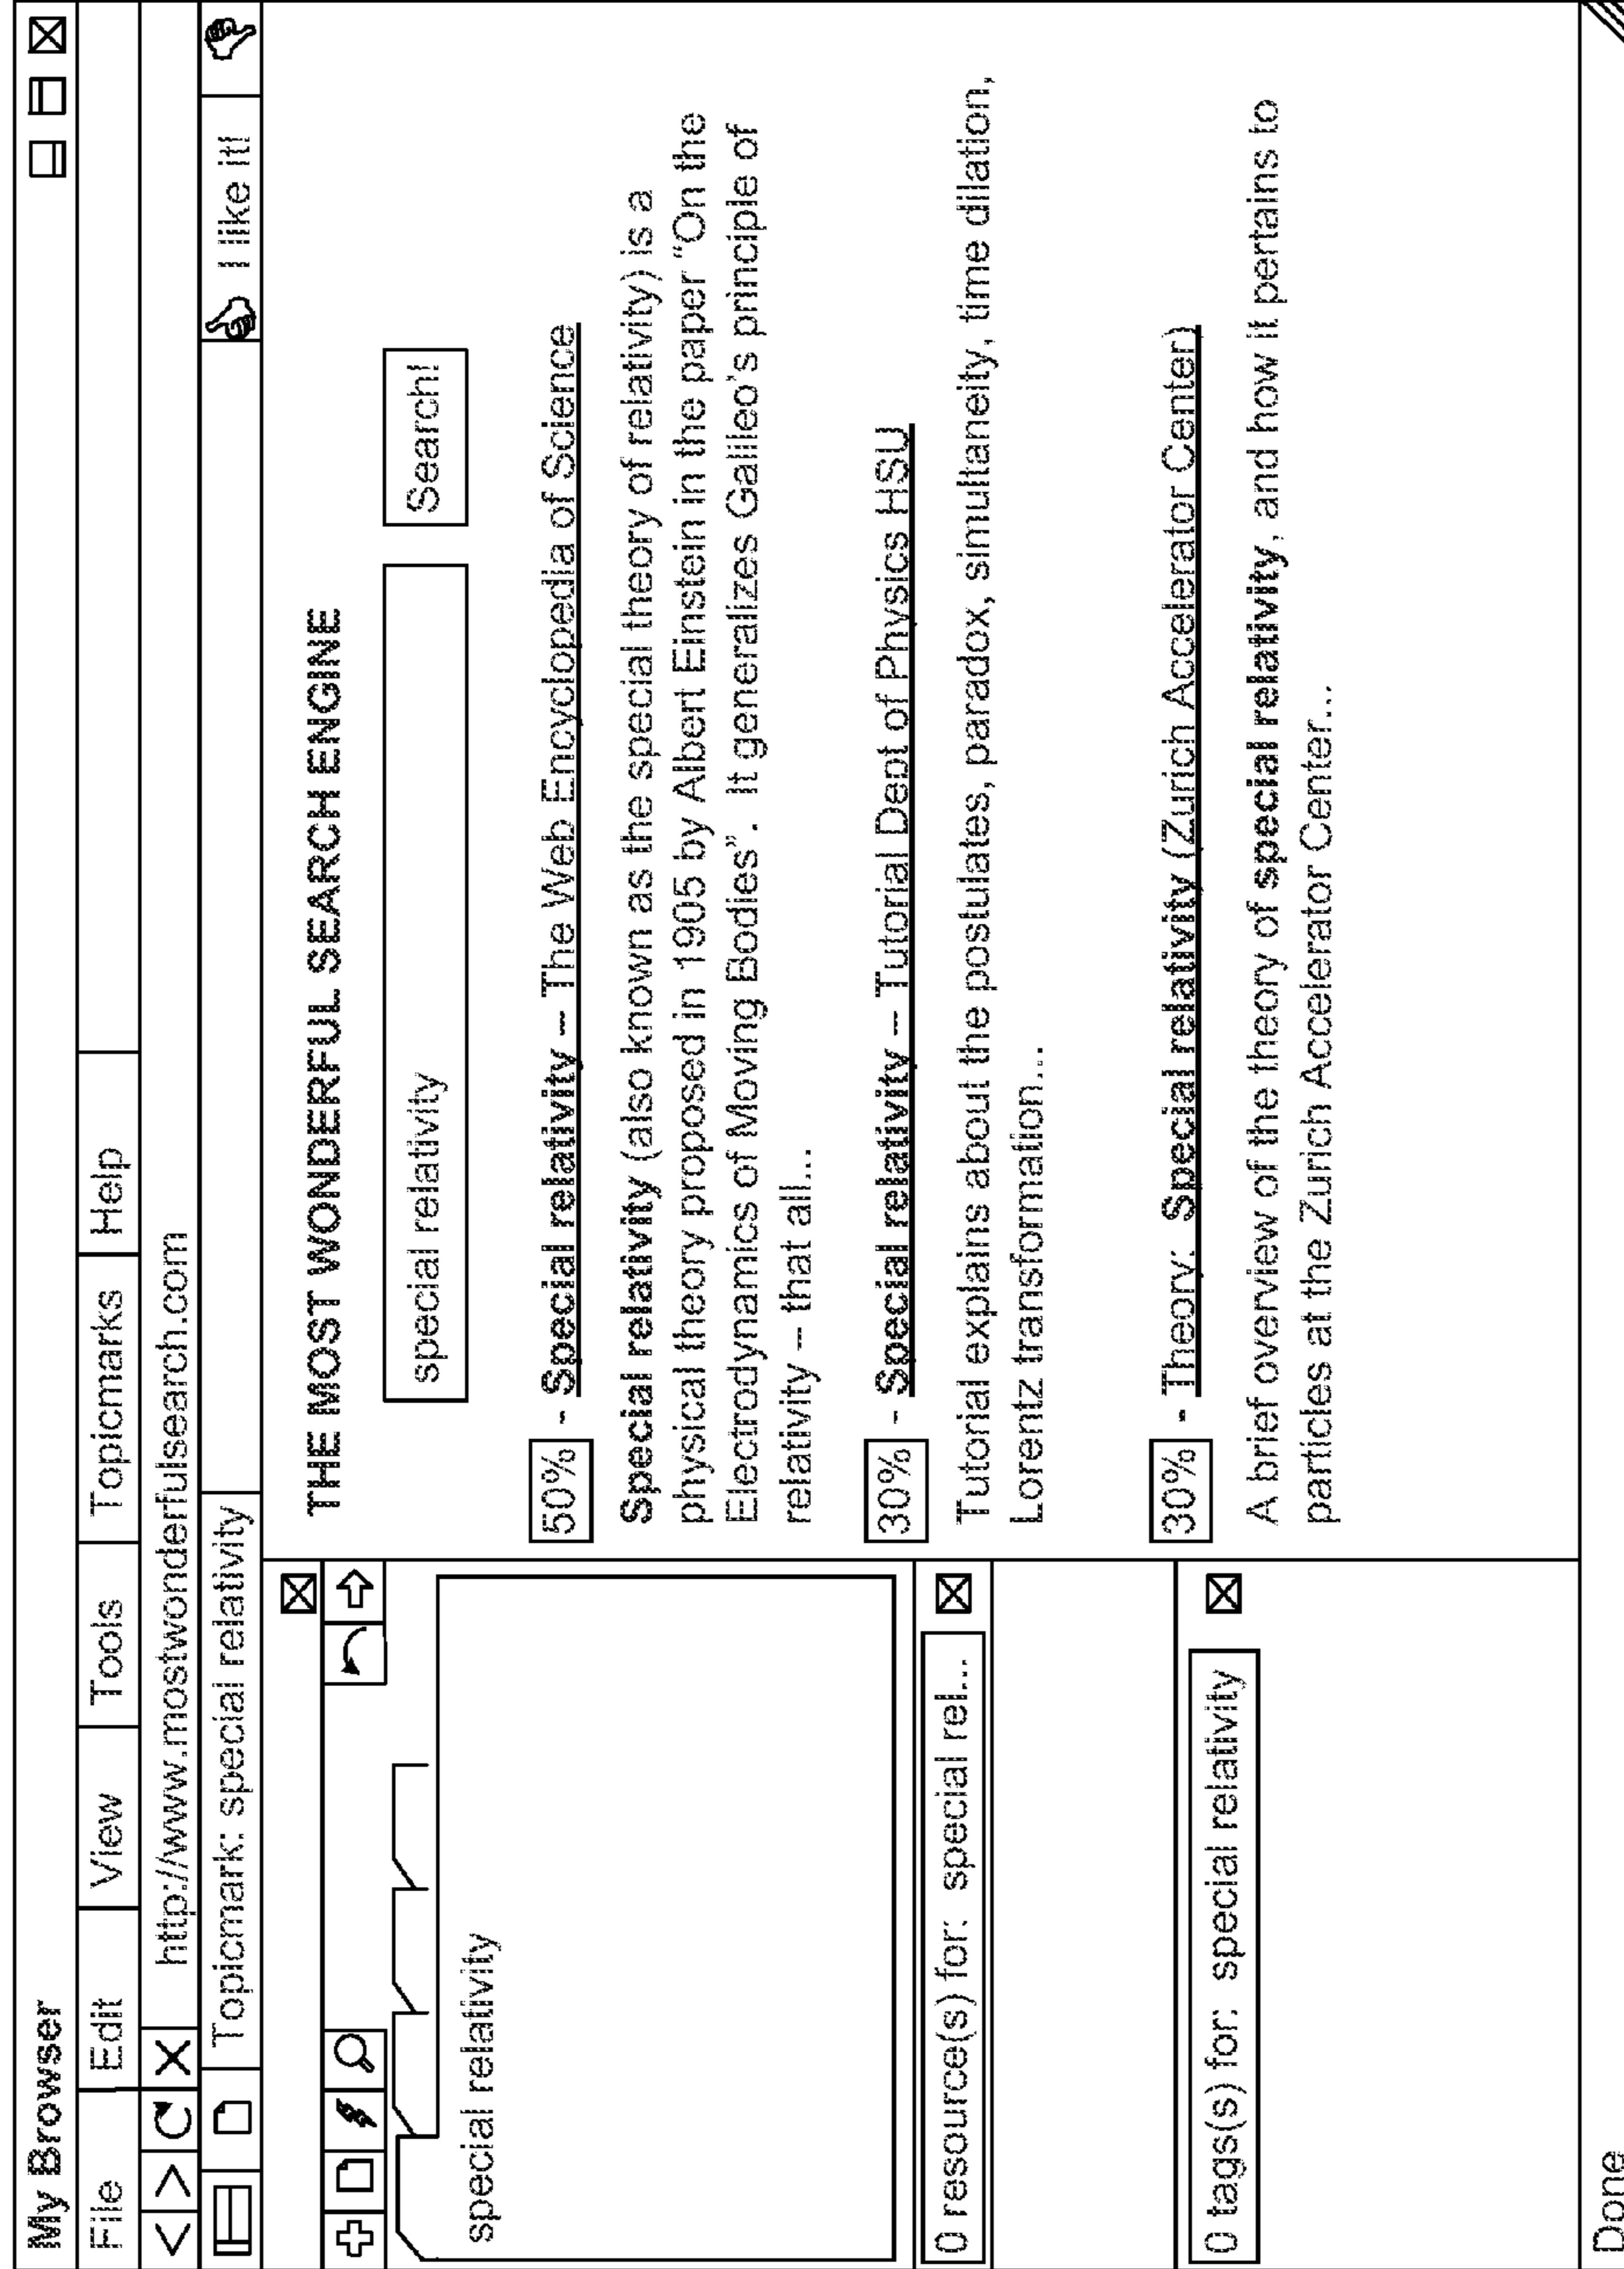 My Browser
File Edit View Tools Topicmarks Help
< > X http://www.mostwonderfulsearch.com
Topicmark: special relativity I like it!
special relativity
0 resource(s) for: special rel...
0 tags(s) for: special relativity
THE MOST WONDERFUL SEARCH ENGINE
special relativity Search!
50% - Special relativity – The Web Encyclopedia of Science
Special relativity (also known as the special theory of relativity) is a
physical theory proposed in 1905 by Albert Einstein in the paper "On the
Electrodynamics of Moving Bodies". It generalizes Galileo's principle of
relativity – that all...
30% - Special relativity – Tutorial Dept of Physics HSU
Tutorial explains about the postulates, paradox, simultaneity, time dilation,
Lorentz transformation...
30% - Theory: Special relativity (Zurich Accelerator Center)
A brief overview of the theory of special relativity, and how it pertains to
particles at the Zurich Accelerator Center...
Done